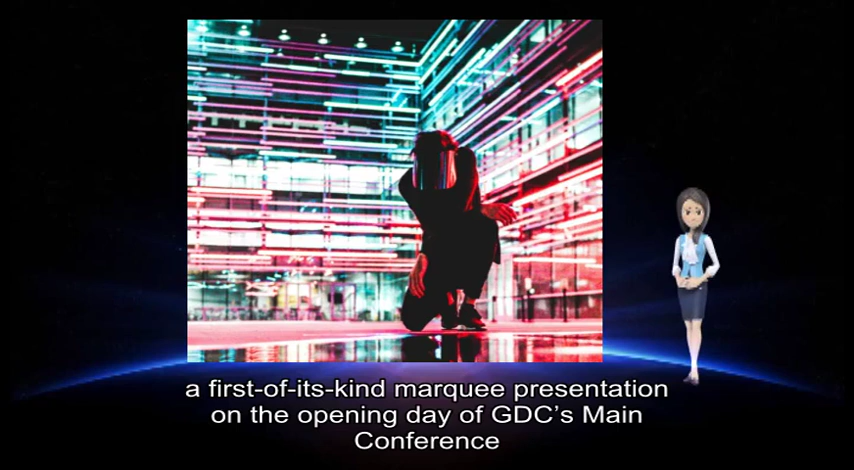 a first-of-its-kind marquee presentation
on the opening day of GDC’s Main
Conference